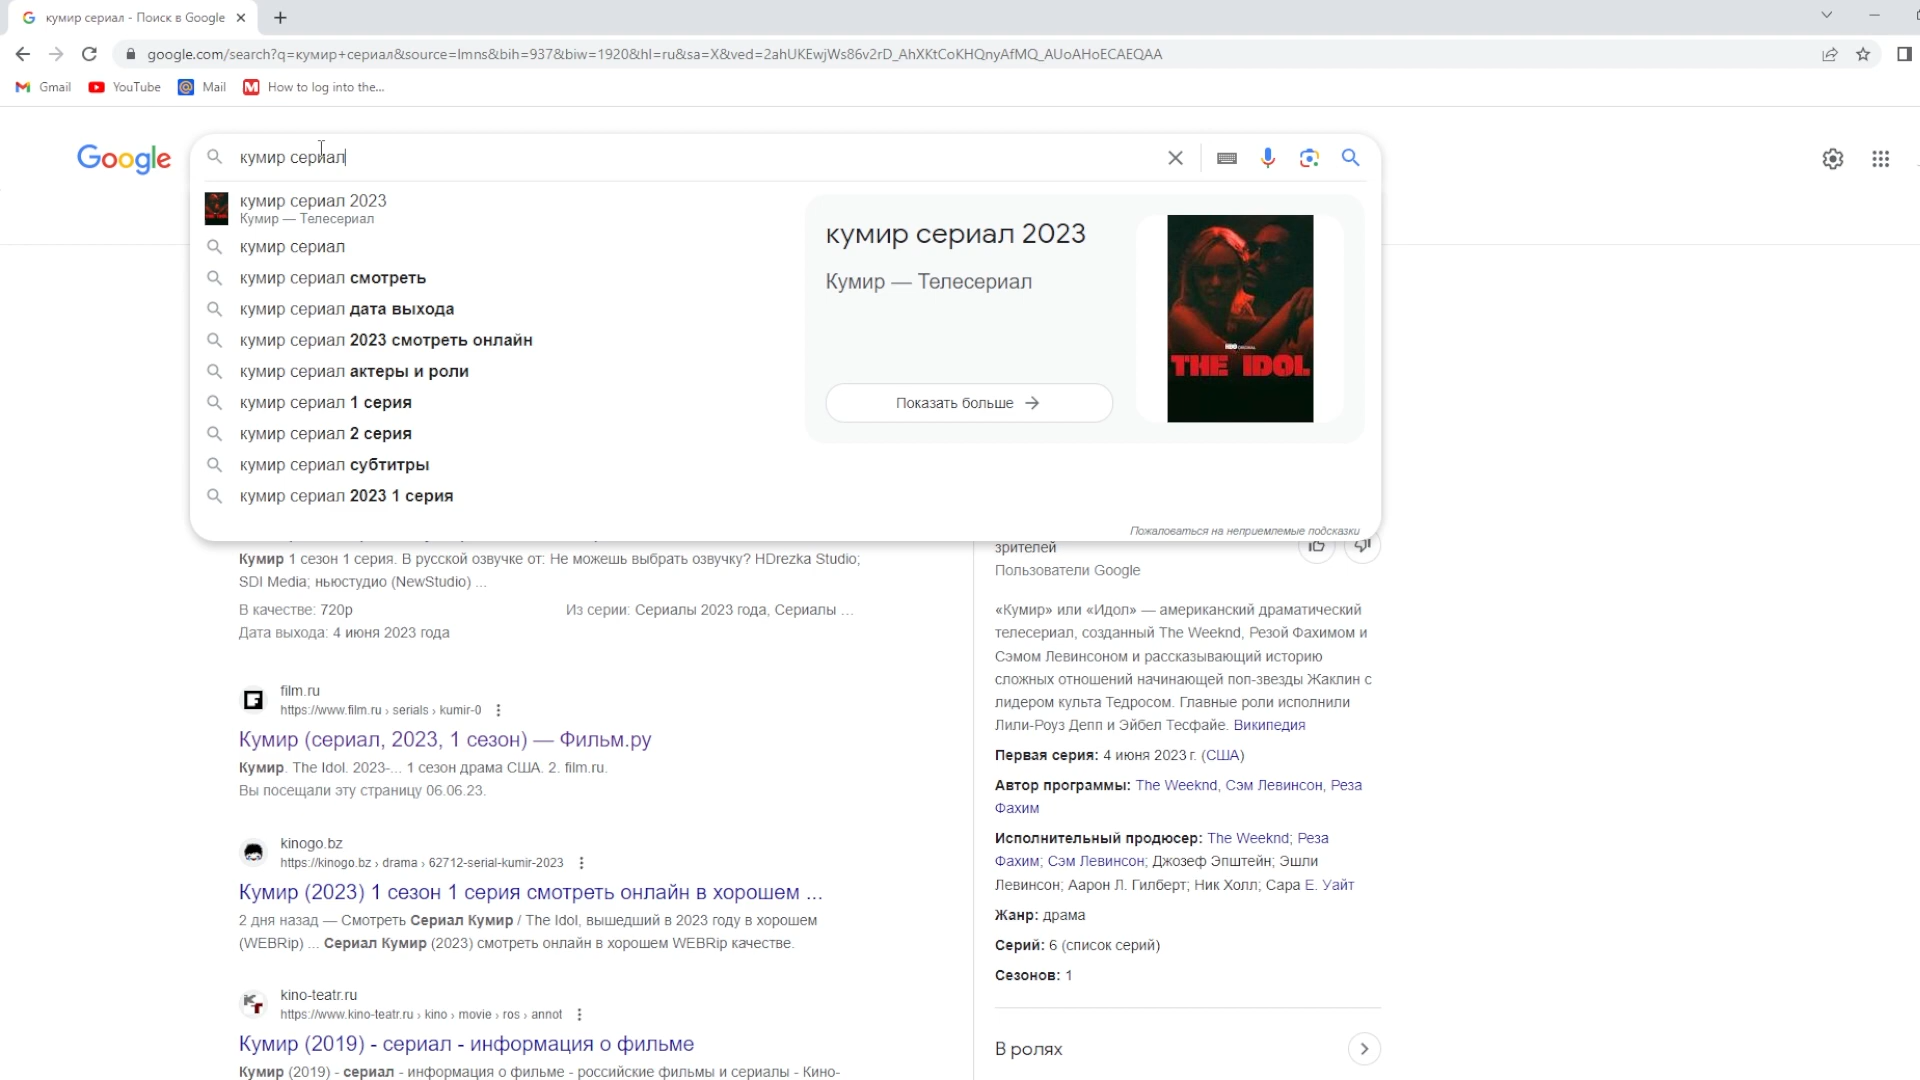 кумир сериал - Поиск в Google
google.com/search?q=кумир+сериал&source=lmns&bih=937&biw=1920&hl=ru&sa=X&ved=2ahUKEwjWs86v2rD_AhXKtCoKHQnyAfMQ_AUoAHoECAEQAA
Gmail
YouTube
Mail
How to log into the...
Google
кумир сериал
кумир сериал 2023
Кумир — Телесериал
кумир сериал
кумир сериал смотреть
кумир сериал дата выхода
кумир сериал 2023 смотреть онлайн
кумир сериал актеры и роли
кумир сериал 1 серия
кумир сериал 2 серия
кумир сериал субтитры
кумир сериал 2023 1 серия
кумир сериал 2023
Кумир — Телесериал
Показать больше
HBO ORIGINAL
THE IDOL
Пожаловаться на неприемлемые подсказки
Кумир 1 сезон 1 серия. В русской озвучке от: Не можешь выбрать озвучку? HDrezka Studio;
SDI Media; ньюстудио (NewStudio) ...
В качестве: 720p
Из серии: Сериалы 2023 года, Сериалы ...
Дата выхода: 4 июня 2023 года
film.ru
https://www.film.ru › serials › kumir-0
Кумир (сериал, 2023, 1 сезон) — Фильм.ру
Кумир. The Idol. 2023-... 1 сезон драма США. 2. film.ru.
Вы посещали эту страницу 06.06.23.
kinogo.bz
https://kinogo.bz › drama › 62712-serial-kumir-2023
Кумир (2023) 1 сезон 1 серия смотреть онлайн в хорошем ...
2 дня назад — Смотреть Сериал Кумир / The Idol, вышедший в 2023 году в хорошем
(WEBRip) ... Сериал Кумир (2023) смотреть онлайн в хорошем WEBRip качестве.
kino-teatr.ru
https://www.kino-teatr.ru › kino › movie › ros › annot
Кумир (2019) - сериал - информация о фильме
Кумир (2019) - сериал - информация о фильме - российские фильмы и сериалы - Кино-
зрителей
Пользователи Google
«Кумир» или «Идол» — американский драматический
телесериал, созданный The Weeknd, Резой Фахимом и
Сэмом Левинсоном и рассказывающий историю
сложных отношений начинающей поп-звезды Жаклин с
лидером культа Тедросом. Главные роли исполнили
Лили-Роуз Депп и Эйбел Тесфайе. Википедия
Первая серия: 4 июня 2023 г. (США)
Автор программы: The Weeknd, Сэм Левинсон, Реза
Фахим
Исполнительный продюсер: The Weeknd; Реза
Фахим; Сэм Левинсон; Джозеф Эпштейн; Эшли
Левинсон; Аарон Л. Гилберт; Ник Холл; Сара Е. Уайт
Жанр: драма
Серий: 6 (список серий)
Сезонов: 1
В ролях